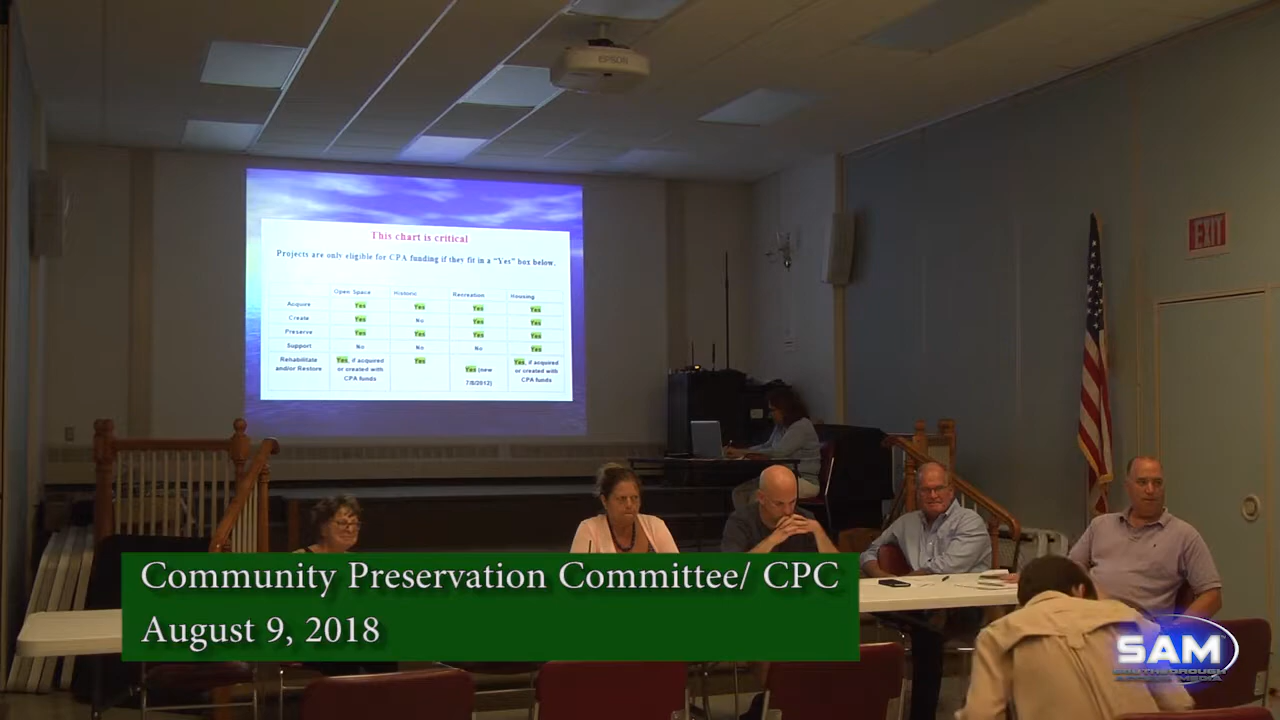 EPSON
EXIT
This chart is critical
Projects are only eligible for CPA funding if they fit in a "Yes" box below.
Open Space Historic Recreation Housing
Acquire Yes Yes Yes Yes
Create Yes No Yes Yes
Preserve Yes Yes Yes Yes
Support No No No Yes
Rehabilitate and/or Restore Yes, if acquired or created with CPA funds Yes Yes (new 7/8/2012) Yes, if acquired or created with CPA funds
Community Preservation Committee/ CPC
August 9, 2018
SAM